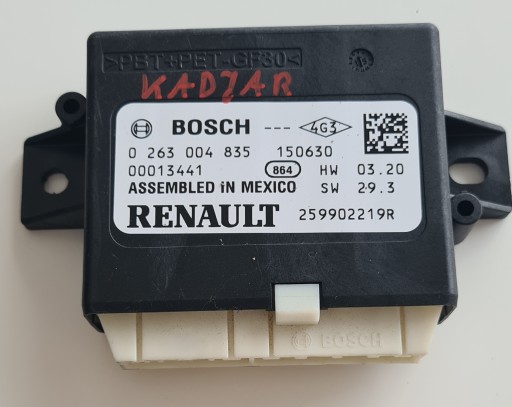 >PBT+PET-GF30<
KADJAR
BOSCH --- 4G3
0 263 004 835 150630
00013441 864 HW 03.20
ASSEMBLED iN MEXICO SW 29.3
RENAULT 259902219R
BOSCH